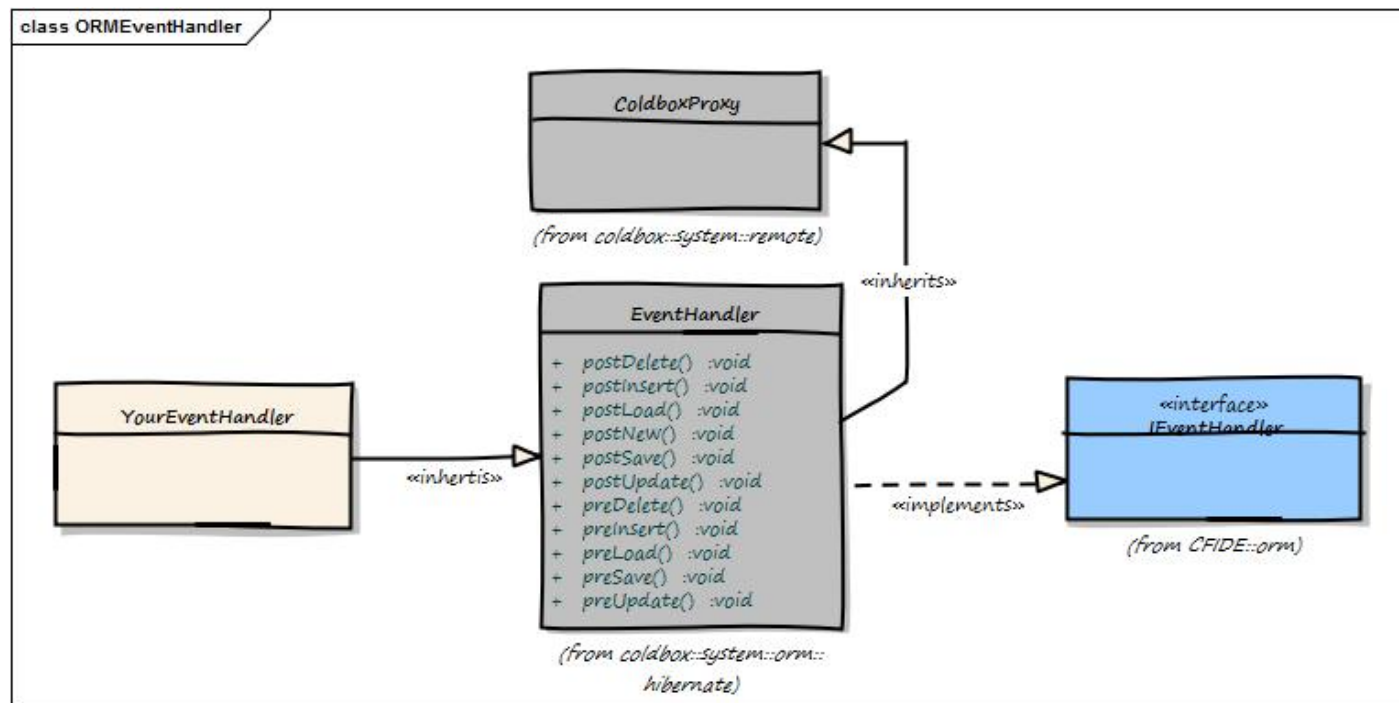 class ORMEventHandler
ColdboxProxy
(from coldbox::system::remote)
«inherits»
EventHandler
+ postDelete() :void
+ postInsert() :void
+ postLoad() :void
+ postNew() :void
+ postSave() :void
+ postUpdate() :void
+ preDelete() :void
+ preInsert() :void
+ preLoad() :void
+ preSave() :void
+ preUpdate() :void
(from coldbox::system::orm::
hibernate)
YourEventHandler
«inhertis»
«implements»
«interface»
IEventHandler
(from CFIDE::orm)